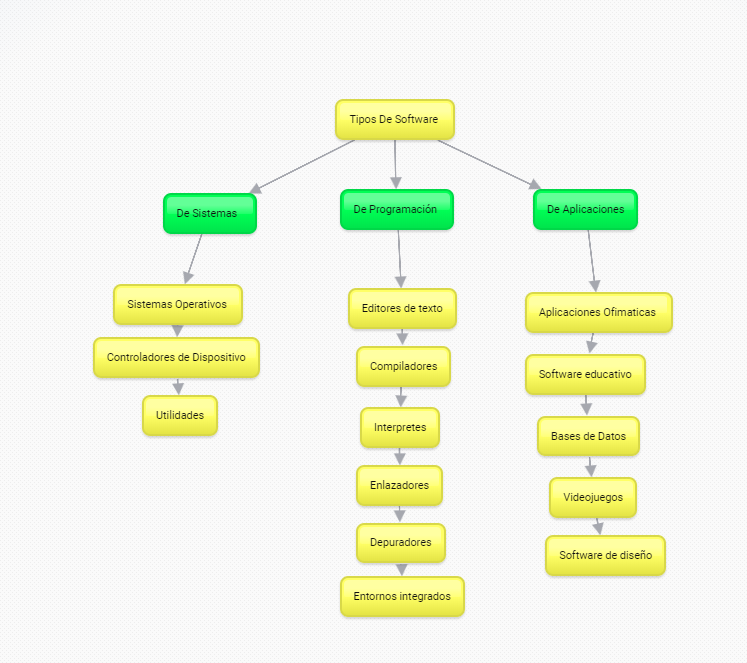 Tipos De Software
De Sistemas
De Programación
De Aplicaciones
Sistemas Operativos
Controladores de Dispositivo
Utilidades
Editores de texto
Compiladores
Interpretes
Enlazadores
Depuradores
Entornos integrados
Aplicaciones Ofimaticas
Software educativo
Bases de Datos
Videojuegos
Software de diseño